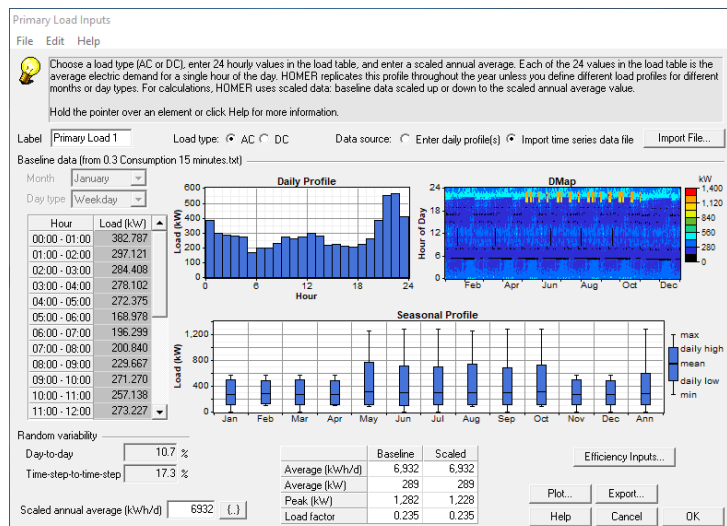 Primary Load Inputs
File Edit Help
Choose a load type (AC or DC), enter 24 hourly values in the load table, and enter a scaled annual average. Each of the 24 values in the load table is the
average electric demand for a single hour of the day. HOMER replicates this profile throughout the year unless you define different load profiles for different
months or day types. For calculations, HOMER uses scaled data: baseline data scaled up or down to the scaled annual average value.
Hold the pointer over an element or click Help for more information.
Label Primary Load 1 Load type: AC DC Data source: Enter daily profile(s) Import time series data file Import File...
Baseline data (from 0.3 Consumption 15 minutes.txt)
Month January
Day type Weekday
Hour Load (kW)
00:00 - 01:00 382.787
01:00 - 02:00 297.121
02:00 - 03:00 284.408
03:00 - 04:00 278.102
04:00 - 05:00 272.375
05:00 - 06:00 168.978
06:00 - 07:00 196.299
07:00 - 08:00 200.840
08:00 - 09:00 229.667
09:00 - 10:00 271.270
10:00 - 11:00 257.138
11:00 - 12:00 273.227
Daily Profile
Load (kW)
600
500
400
300
200
100
0
0 6 12 18 24
Hour
DMap
Hour of Day
24
18
12
6
0
Feb Apr Jun Aug Oct Dec
kW
1,400
1,120
840
560
280
0
Seasonal Profile
Load (kW)
1,200
800
400
0
Jan Feb Mar Apr May Jun Jul Aug Sep Oct Nov Dec Ann
max
daily high
mean
daily low
min
Random variability
Day-to-day 10.7 %
Time-step-to-time-step 17.3 %
Scaled annual average (kWh/d) 6932 {..}
Baseline Scaled
Average (kWh/d) 6,932 6,932
Average (kW) 289 289
Peak (kW) 1,282 1,228
Load factor 0.235 0.235
Efficiency Inputs...
Plot... Export...
Help Cancel OK